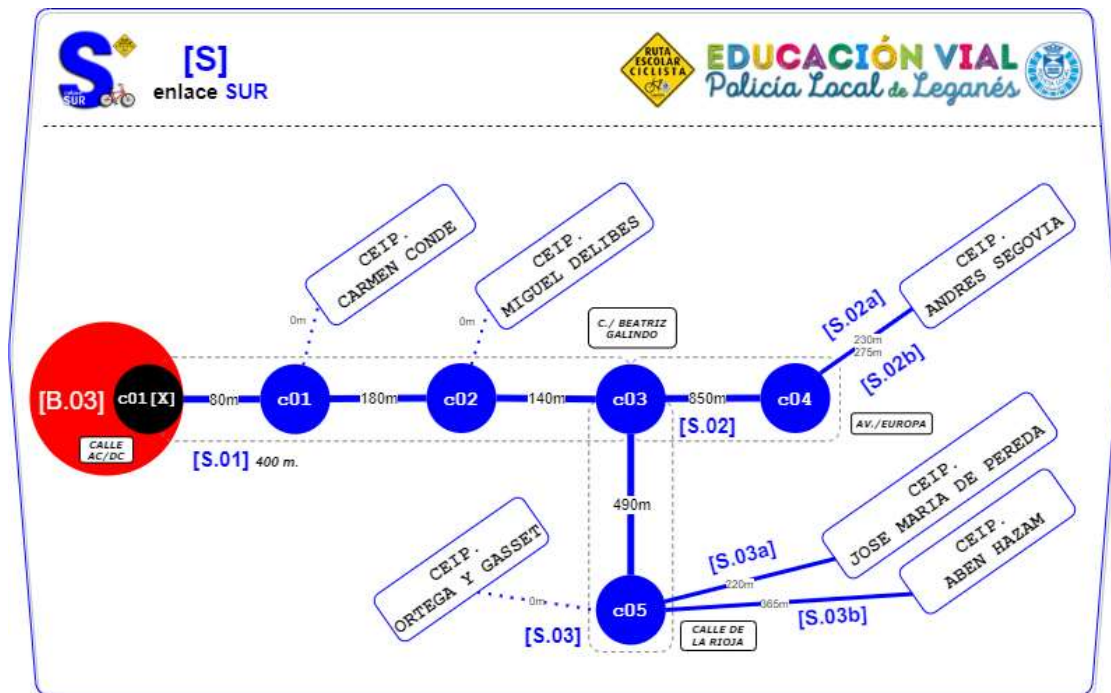 S
enlace
SUR
[S]
enlace SUR
RUTA
ESCOLAR
CICLISTA
EDUCACIÓN VIAL
Policía Local de Leganés
CEIP.
CARMEN CONDE
CEIP.
MIGUEL DELIBES
CEIP.
ANDRES SEGOVIA
0m
0m
C./ BEATRIZ
GALINDO
[S.02a]
230m
275m
[S.02b]
[B.03]
c01[X]
80m
c01
180m
c02
140m
c03
850m
c04
CALLE
AC/DC
[S.01] 400 m.
[S.02]
AV./EUROPA
490m
CEIP.
JOSE MARIA DE PEREDA
CEIP.
ABEN HAZAM
CEIP.
ORTEGA Y GASSET
[S.03a]
220m
0m
c05
365m
[S.03b]
[S.03]
CALLE DE
LA RIOJA